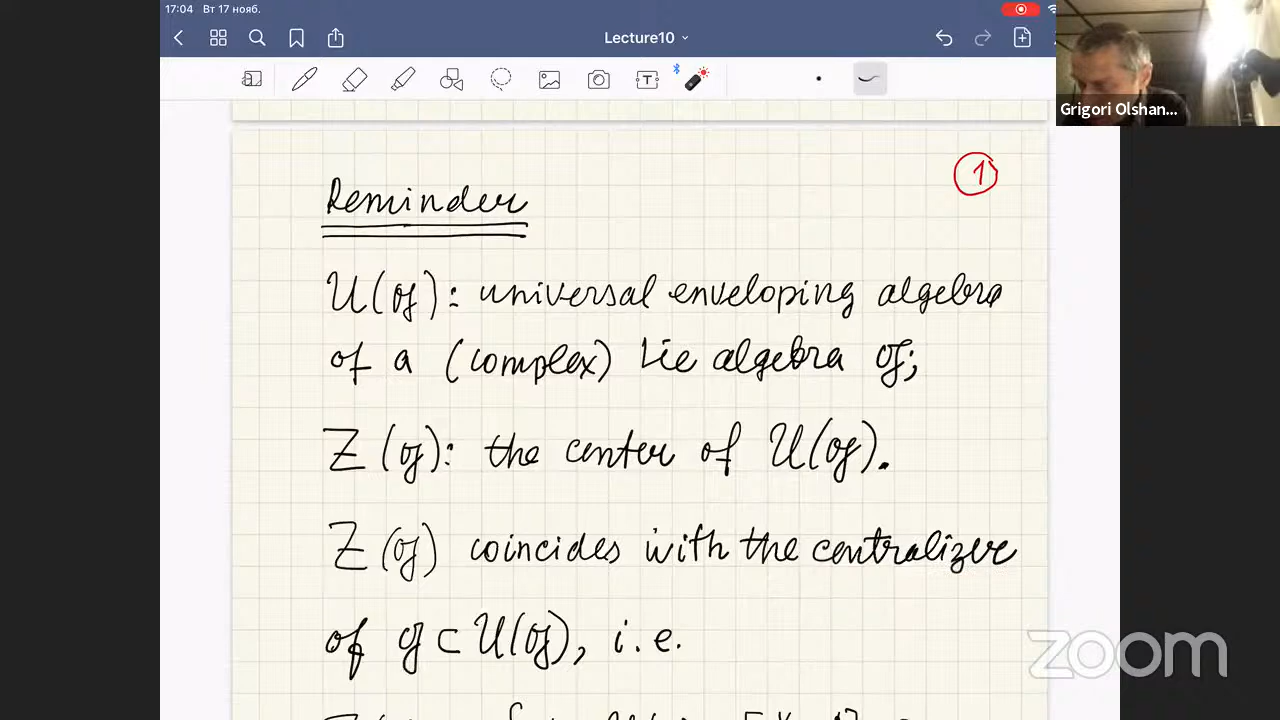 17:04 Вт 17 нояб.
Lecture10
T
Grigori Olshan...
1
Reminder
U(𝔤): universal enveloping algebra
of a (complex) Lie algebra 𝔤;
Z(𝔤): the center of U(𝔤).
Z(𝔤) coincides with the centralizer
of 𝔤 ⊂ U(𝔤), i.e.
zoom